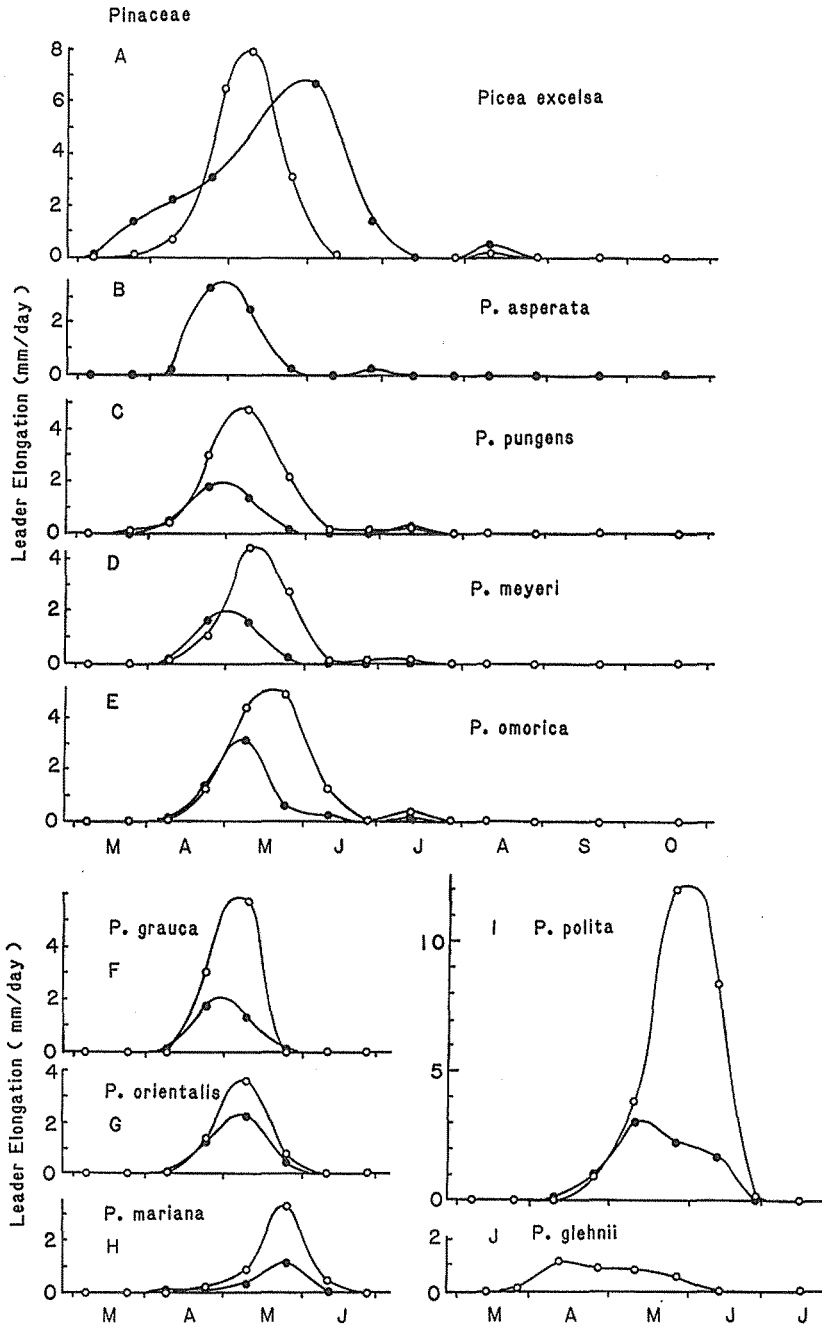 Pinaceae
A
Picea excelsa
8
6
4
2
0
B
P. asperata
2
0
C
P. pungens
4
2
0
D
P. meyeri
4
2
0
E
P. omorica
4
2
0
Leader Elongation (mm/day)
M A M J J A S O
P. grauca
F
4
2
0
P. orientalis
G
4
2
0
P. mariana
H
2
0
Leader Elongation (mm/day)
M A M J
I P. polita
10
5
0
J P. glehnii
2
0
M A M J J